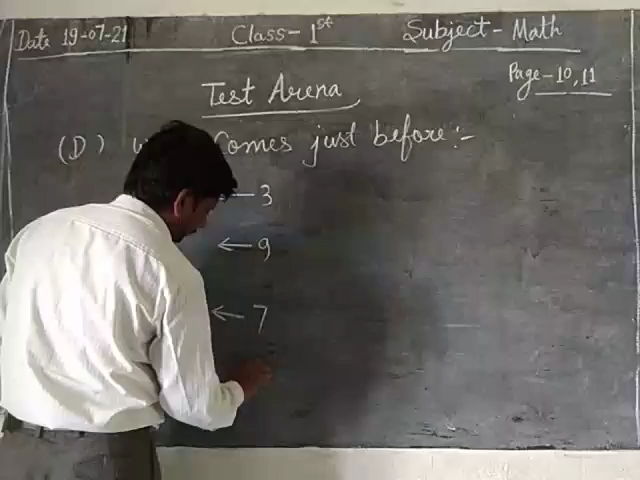 Date 19-07-21 Class-1st Subject-Math
Page-10,11
Test Arena
(D) Comes just before:-
←3
←9
←7